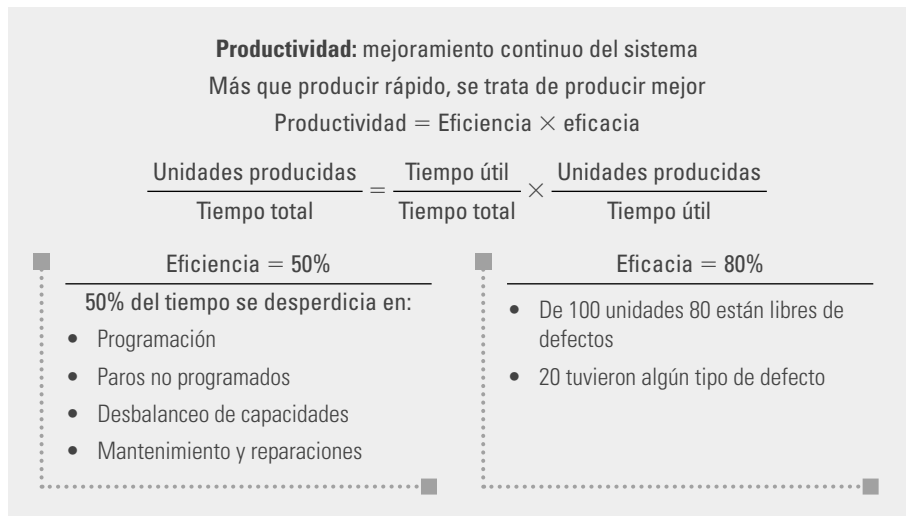 Productividad: mejoramiento continuo del sistema
Más que producir rápido, se trata de producir mejor
Productividad = Eficiencia × eficacia
Unidades producidas / Tiempo total = Tiempo útil / Tiempo total × Unidades producidas / Tiempo útil
Eficiencia = 50%
50% del tiempo se desperdicia en:
• Programación
• Paros no programados
• Desbalanceo de capacidades
• Mantenimiento y reparaciones
Eficacia = 80%
• De 100 unidades 80 están libres de
defectos
• 20 tuvieron algún tipo de defecto